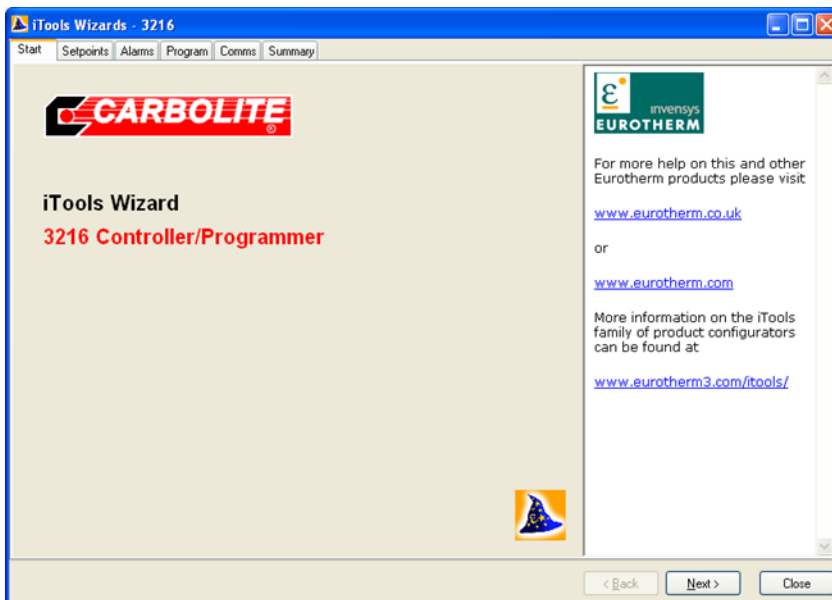 iTools Wizards - 3216
Start Setpoints Alarms Program Comms Summary
CARBOLITE ®
iTools Wizard
3216 Controller/Programmer
ε invensys
EUROTHERM
For more help on this and other
Eurotherm products please visit
www.eurotherm.co.uk
or
www.eurotherm.com
More information on the iTools
family of product configurators
can be found at
www.eurotherm3.com/itools/
< Back Next > Close